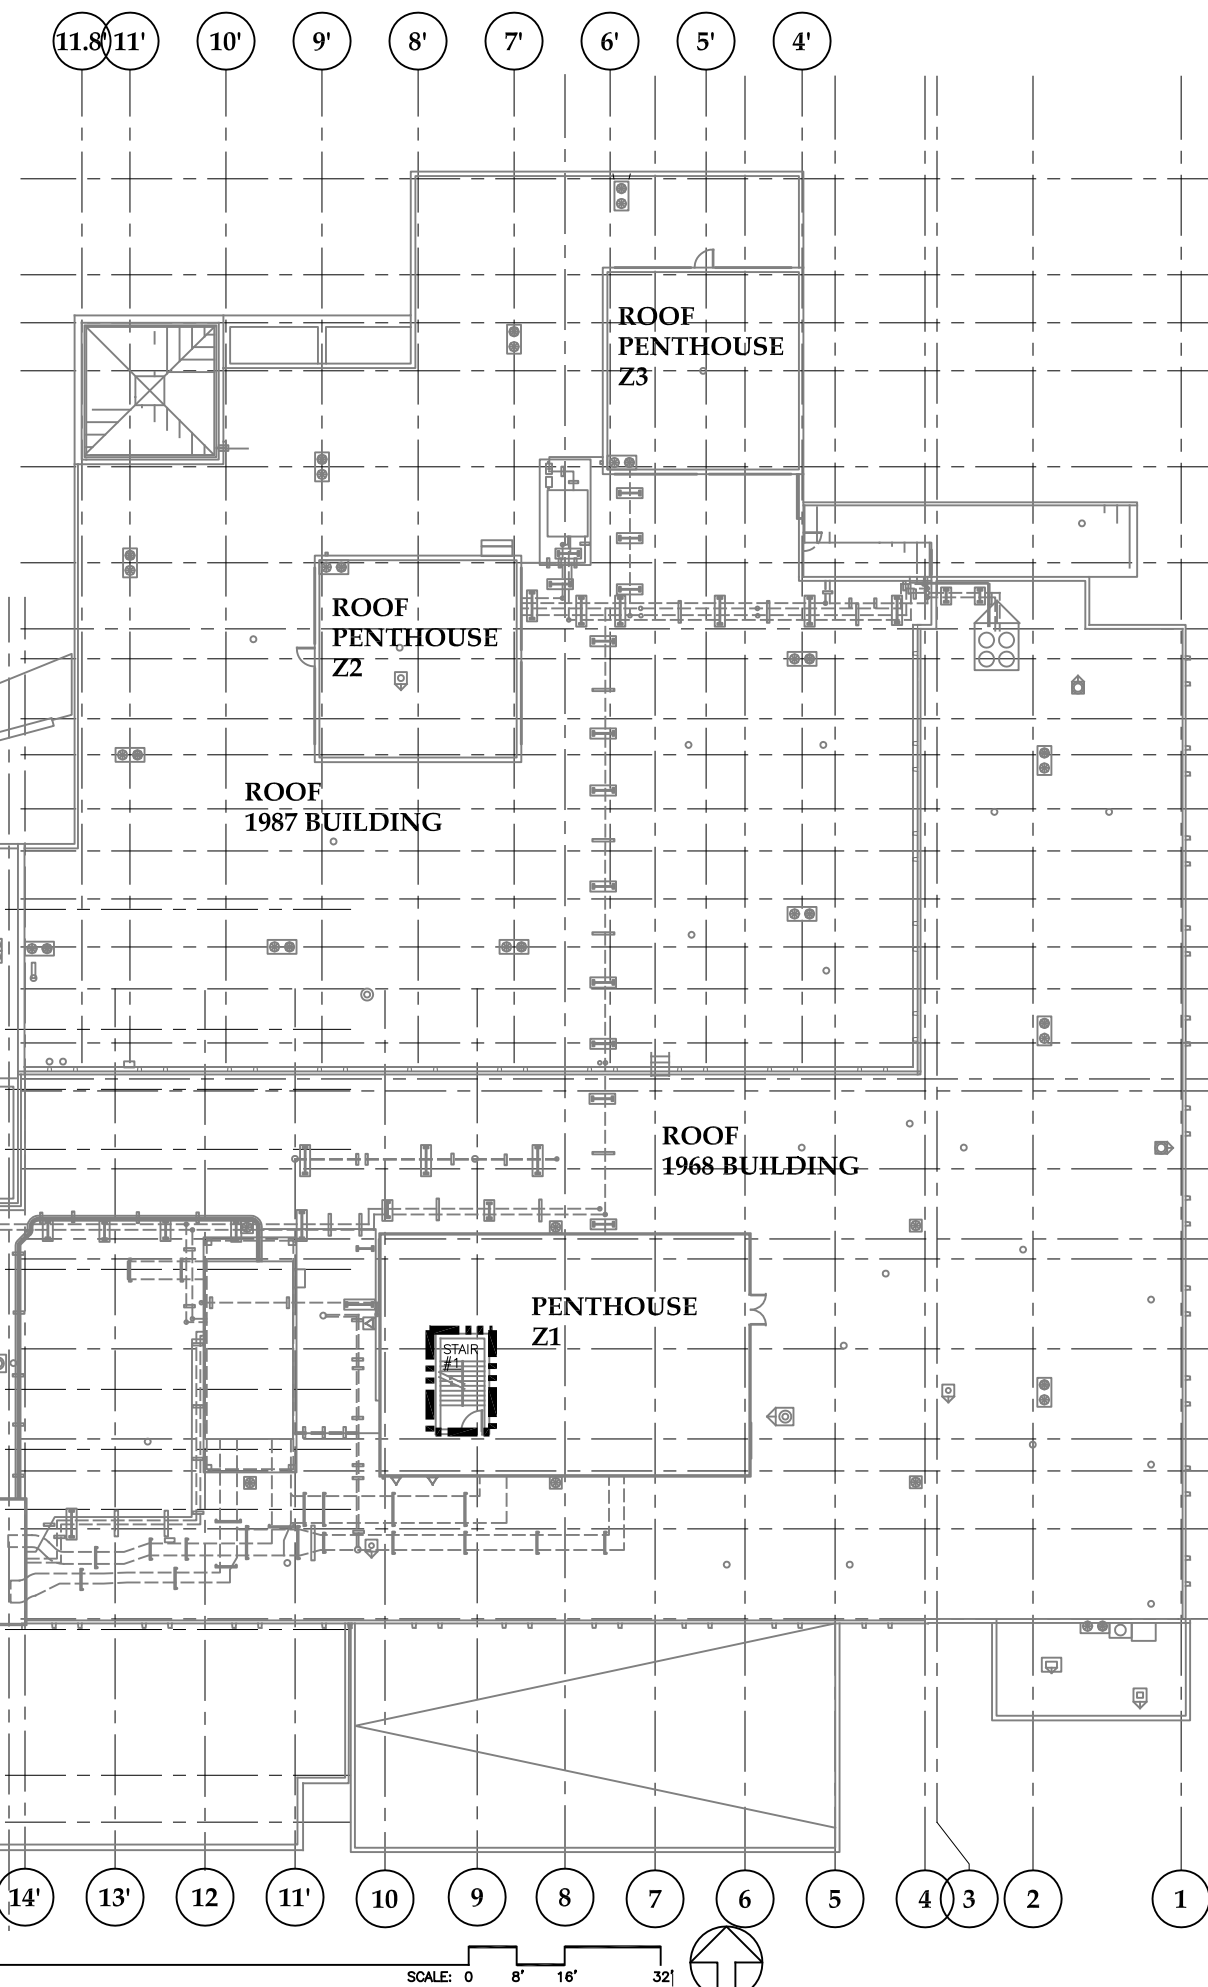 11.8' 11' 10' 9' 8' 7' 6' 5' 4'
ROOF
PENTHOUSE
Z3
ROOF
PENTHOUSE
Z2
ROOF
1987 BUILDING
ROOF
1968 BUILDING
PENTHOUSE
Z1
STAIR
#1
14' 13' 12 11' 10 9 8 7 6 5 4 3 2 1
SCALE: 0 8' 16' 32'